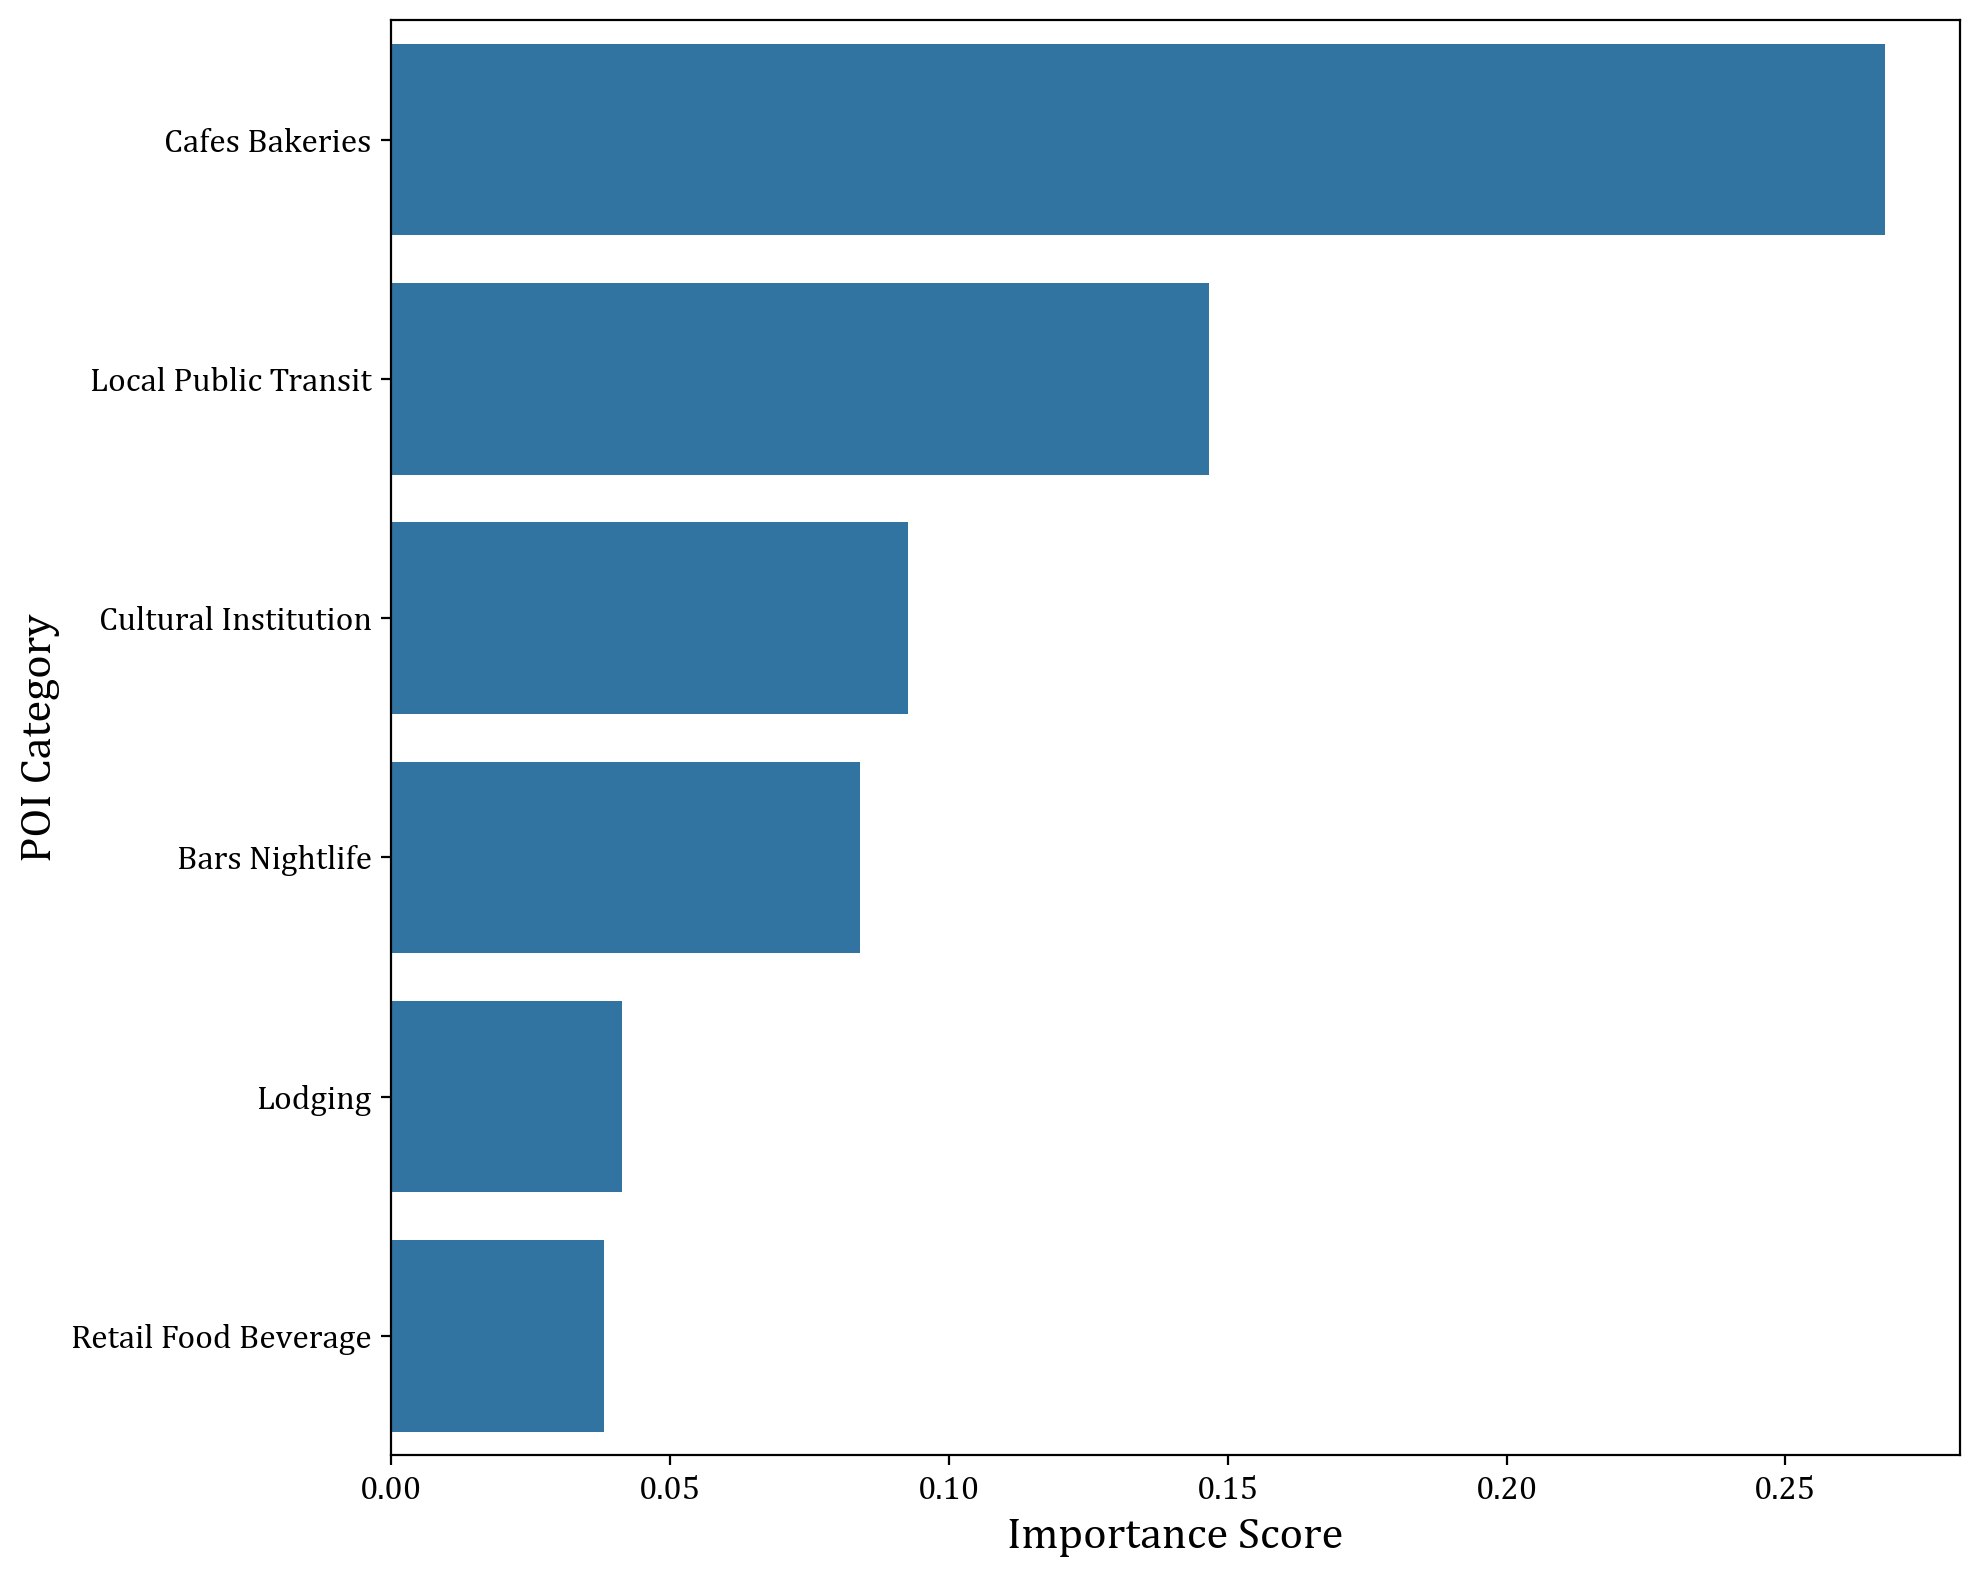 POI Category
Cafes Bakeries
Local Public Transit
Cultural Institution
Bars Nightlife
Lodging
Retail Food Beverage
0.00 0.05 0.10 0.15 0.20 0.25
Importance Score